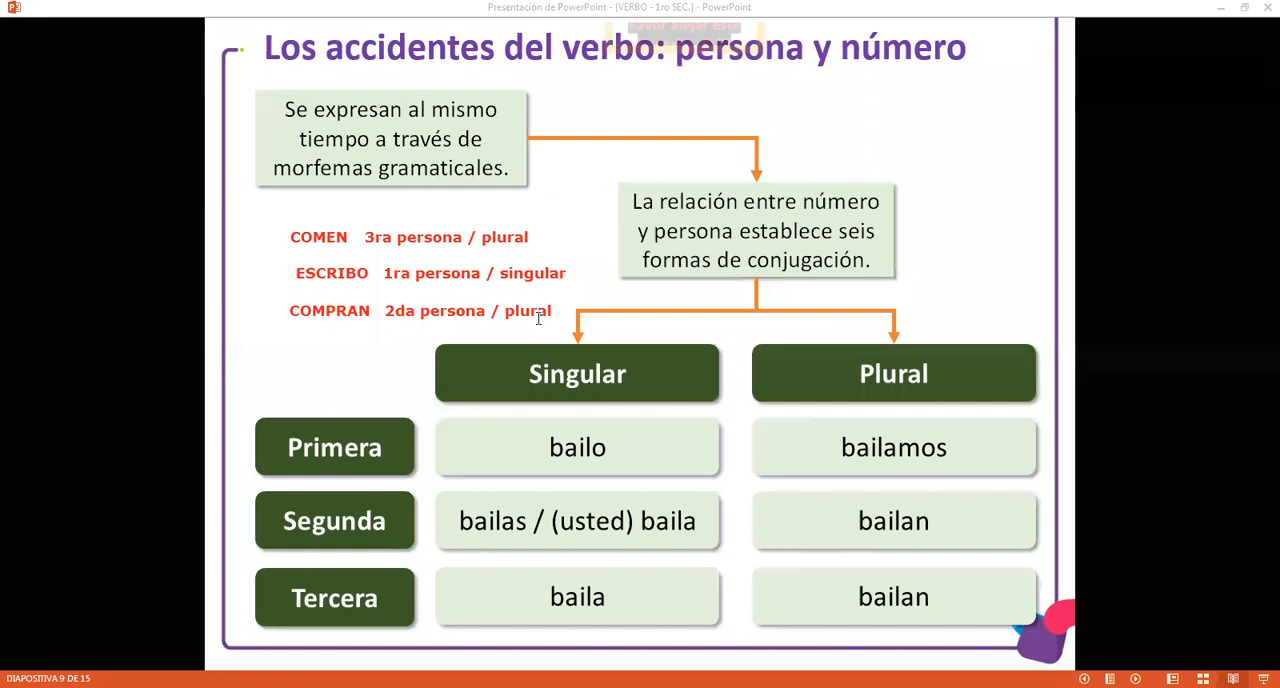 Presentación de PowerPoint - [VERBO - 1ro SEC.] - PowerPoint
Los accidentes del verbo: persona y número
Se expresan al mismo
tiempo a través de
morfemas gramaticales.
La relación entre número
y persona establece seis
formas de conjugación.
COMEN 3ra persona / plural
ESCRIBO 1ra persona / singular
COMPRAN 2da persona / plural
Singular Plural
Primera bailo bailamos
Segunda bailas / (usted) baila bailan
Tercera baila bailan
DIAPOSITIVA 9 DE 15